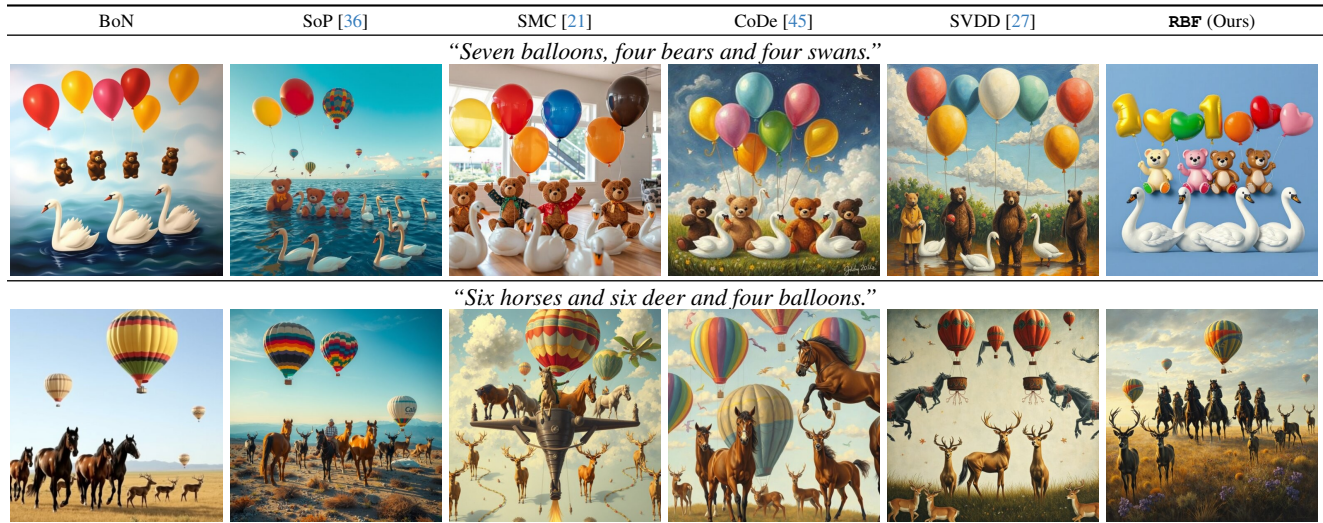 BoN SoP [36] SMC [21] CoDe [45] SVDD [27] RBF (Ours)
“Seven balloons, four bears and four swans.”
“Six horses and six deer and four balloons.”